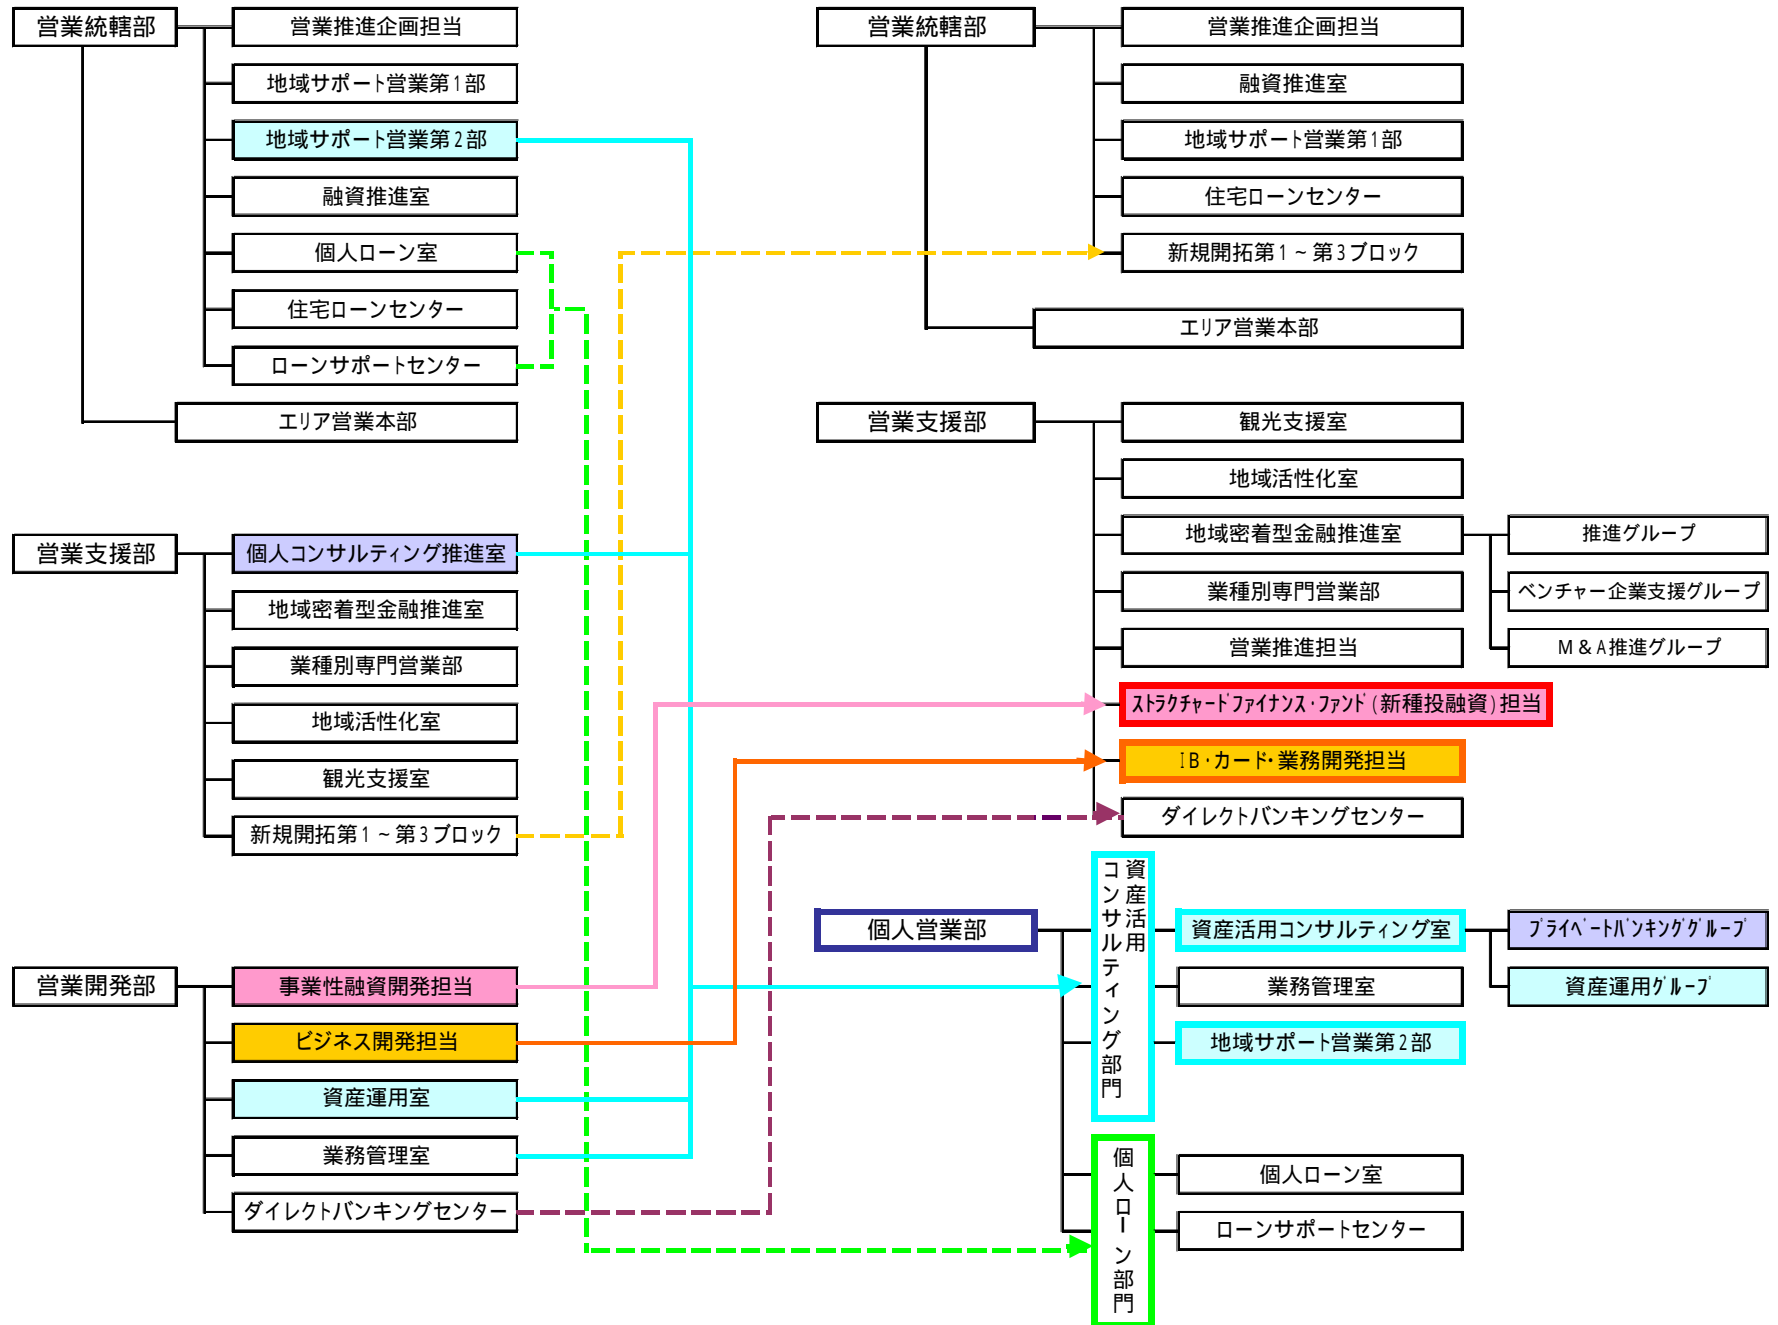 営業統轄部
営業推進企画担当
地域サポート営業第1部
地域サポート営業第2部
融資推進室
個人ローン室
住宅ローンセンター
ローンサポートセンター
エリア営業本部
営業支援部
個人コンサルティング推進室
地域密着型金融推進室
業種別専門営業部
地域活性化室
観光支援室
新規開拓第1~第3ブロック
営業開発部
事業性融資開発担当
ビジネス開発担当
資産運用室
業務管理室
ダイレクトバンキングセンター
営業統轄部
営業推進企画担当
融資推進室
地域サポート営業第1部
住宅ローンセンター
新規開拓第1~第3ブロック
エリア営業本部
営業支援部
観光支援室
地域活性化室
地域密着型金融推進室
推進グループ
ベンチャー企業支援グループ
M&A推進グループ
業種別専門営業部
営業推進担当
ストラクチャードファイナンス・ファンド(新種投融資)担当
IB・カード・業務開発担当
ダイレクトバンキングセンター
個人営業部
資産活用
コンサルティング部門
資産活用コンサルティング室
プライベートバンキンググループ
資産運用グループ
業務管理室
地域サポート営業第2部
個人ローン部門
個人ローン室
ローンサポートセンター